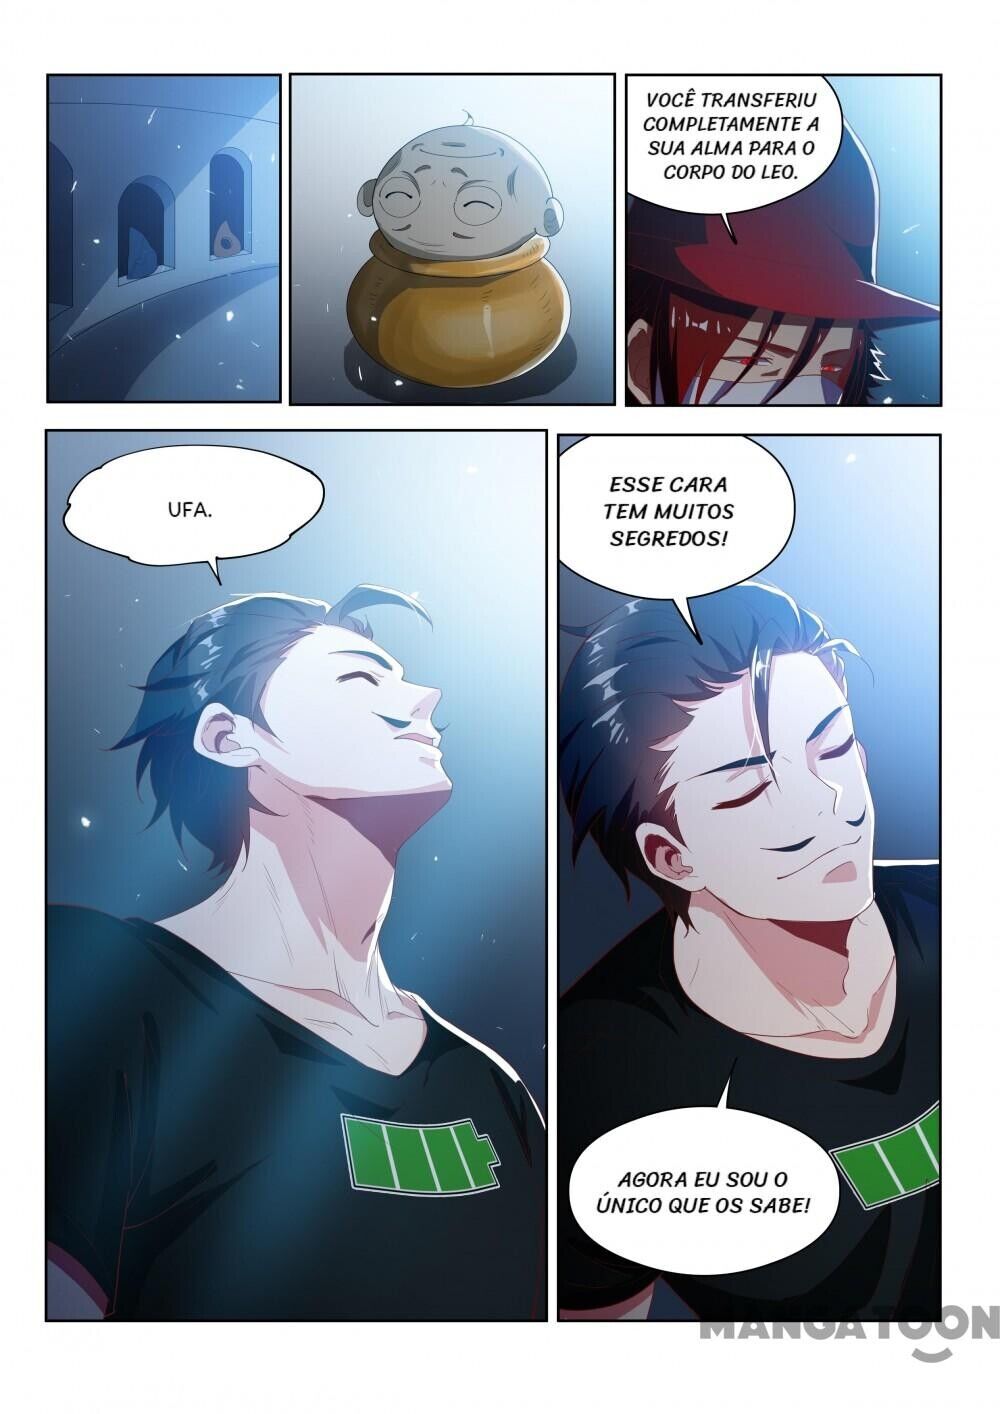 VOCÊ TRANSFERIU
COMPLETAMENTE A
SUA ALMA PARA O
CORPO DO LEO.
UFA.
ESSE CARA
TEM MUITOS
SEGREDOS!
AGORA EU SOU O
ÚNICO QUE OS SABE!
MANGATOON